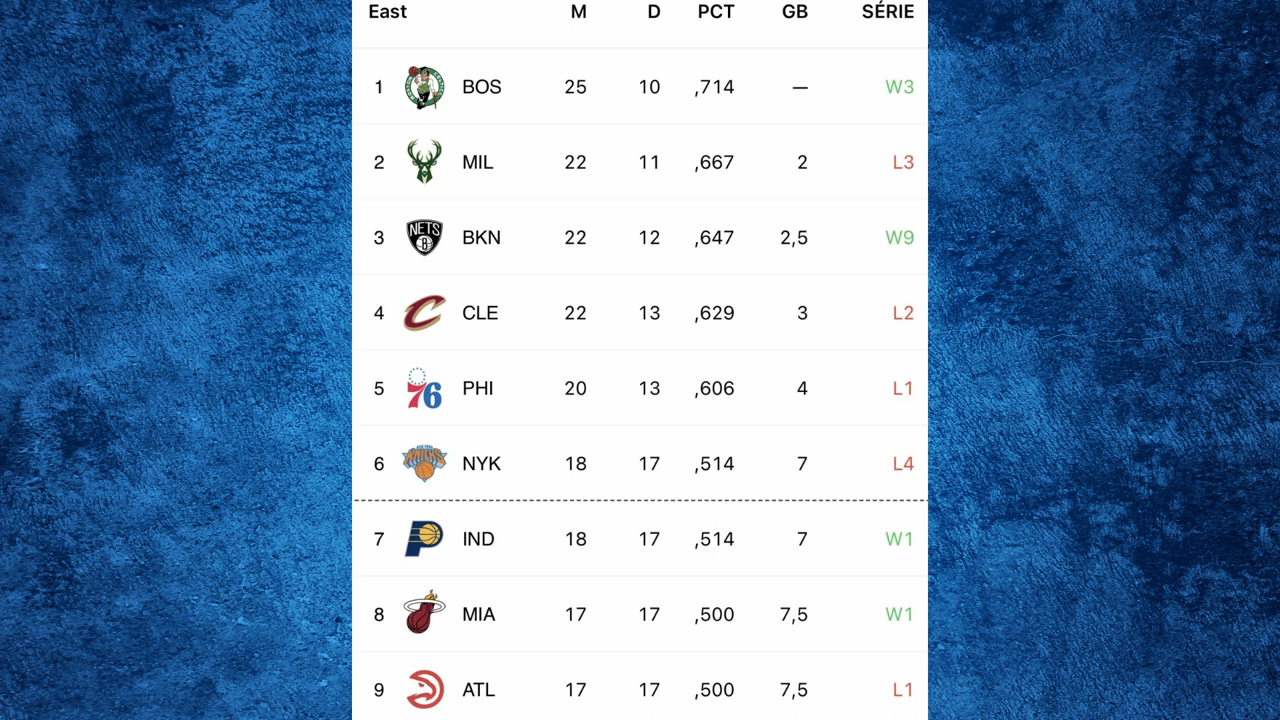 East M D PCT GB SÉRIE
1 BOS 25 10 ,714 — W3
2 MIL 22 11 ,667 2 L3
3 NETS B BKN 22 12 ,647 2,5 W9
4 C CLE 22 13 ,629 3 L2
5 76 PHI 20 13 ,606 4 L1
6 KNICKS NYK 18 17 ,514 7 L4
7 IND 18 17 ,514 7 W1
8 MIA 17 17 ,500 7,5 W1
9 ATL 17 17 ,500 7,5 L1